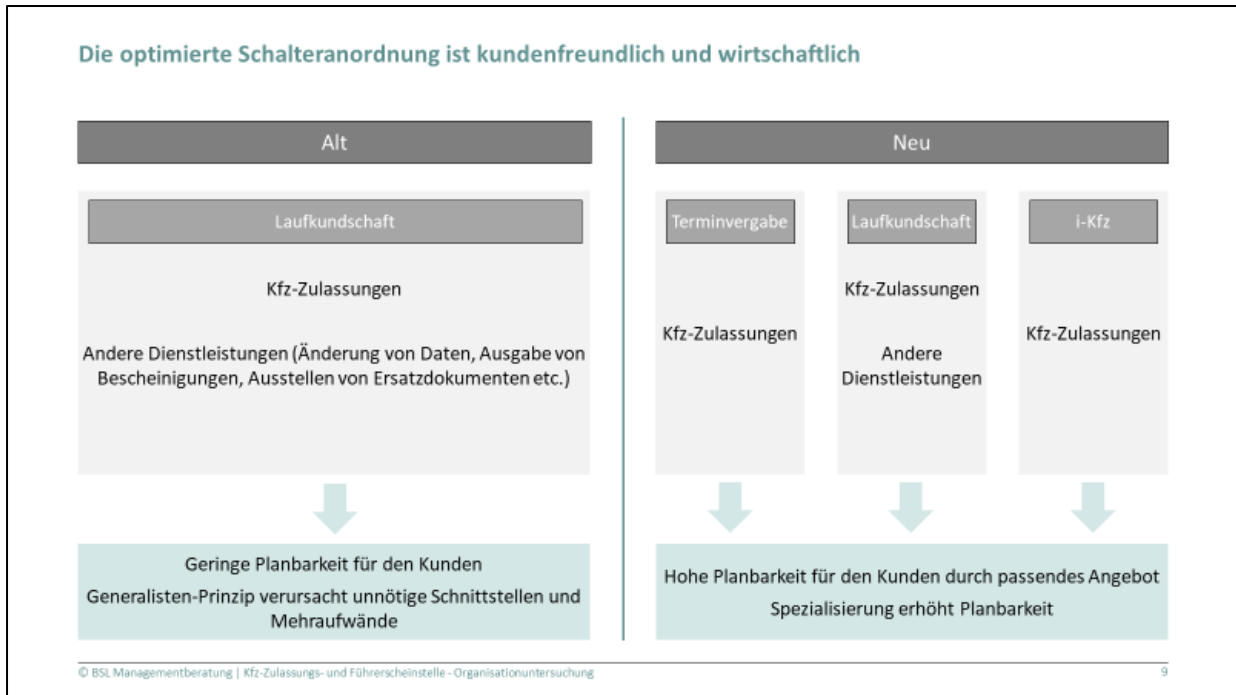 Die optimierte Schalteranordnung ist kundenfreundlich und wirtschaftlich
Alt
Laufkundschaft
Kfz-Zulassungen
Andere Dienstleistungen (Änderung von Daten, Ausgabe von
Bescheinigungen, Ausstellen von Ersatzdokumenten etc.)
Geringe Planbarkeit für den Kunden
Generalisten-Prinzip verursacht unnötige Schnittstellen und
Mehraufwände
Neu
Terminvergabe
Kfz-Zulassungen
Laufkundschaft
Kfz-Zulassungen
Andere
Dienstleistungen
i-Kfz
Kfz-Zulassungen
Hohe Planbarkeit für den Kunden durch passendes Angebot
Spezialisierung erhöht Planbarkeit
© BSL Managementberatung | Kfz-Zulassungs- und Führerscheinstelle - Organisationuntersuchung
9